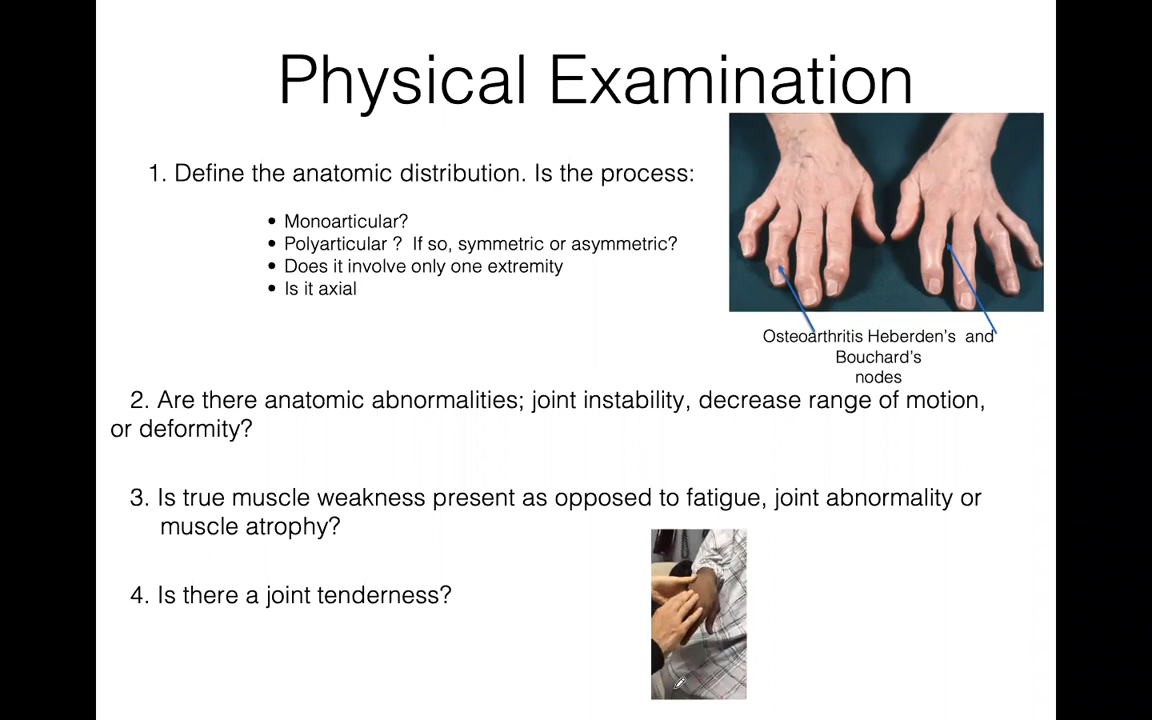 Physical Examination
1. Define the anatomic distribution. Is the process:
• Monoarticular?
• Polyarticular ? If so, symmetric or asymmetric?
• Does it involve only one extremity
• Is it axial
Osteoarthritis Heberden's and
Bouchard's
nodes
2. Are there anatomic abnormalities; joint instability, decrease range of motion,
or deformity?
3. Is true muscle weakness present as opposed to fatigue, joint abnormality or
muscle atrophy?
4. Is there a joint tenderness?